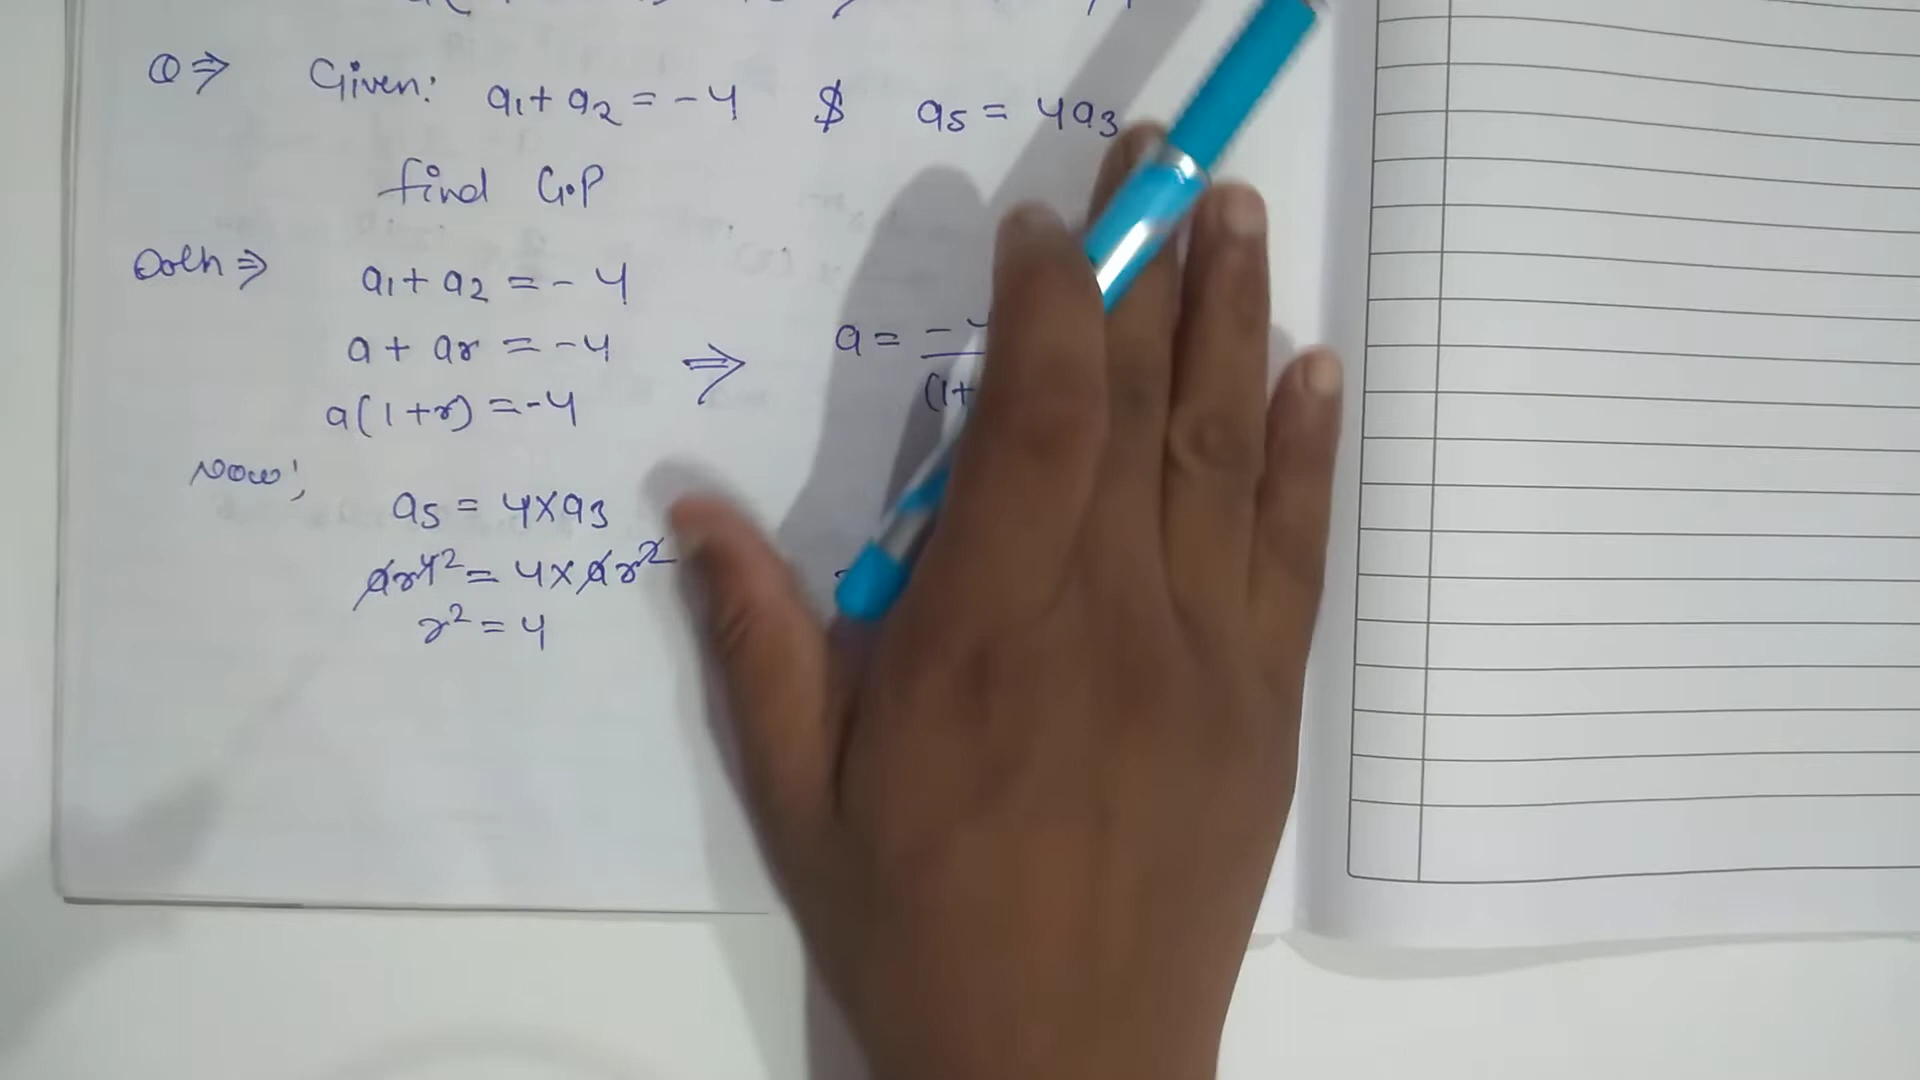 Q⇒ Given: a₁ + a₂ = -4 $ a₅ = 4a₃
find G.P
Soln ⇒ a₁ + a₂ = -4
a + ar = -4 ⇒ a = -4
a(1+r) = -4 (1+
Now;
a₅ = 4×a₃
ar⁴² = 4×ar²
r² = 4